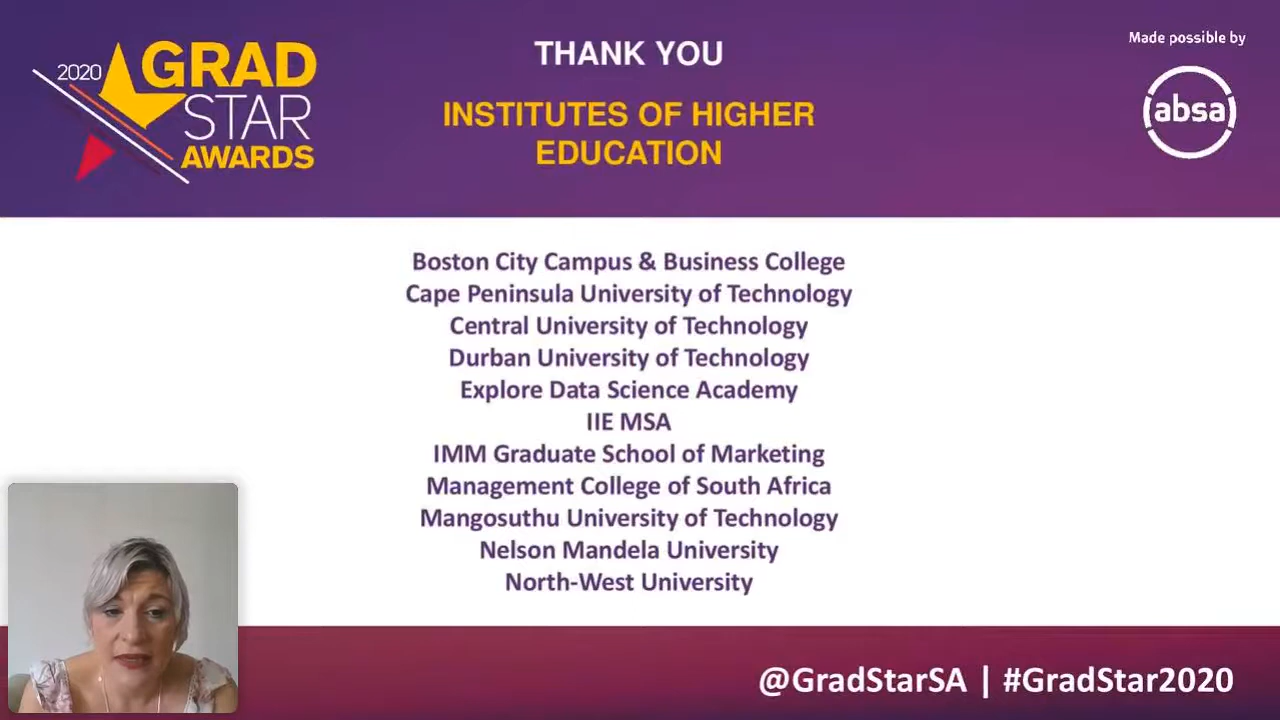 2020
GRAD
STAR
AWARDS
THANK YOU
INSTITUTES OF HIGHER
EDUCATION
Made possible by
absa
Boston City Campus & Business College
Cape Peninsula University of Technology
Central University of Technology
Durban University of Technology
Explore Data Science Academy
IIE MSA
IMM Graduate School of Marketing
Management College of South Africa
Mangosuthu University of Technology
Nelson Mandela University
North-West University
@GradStarSA | #GradStar2020